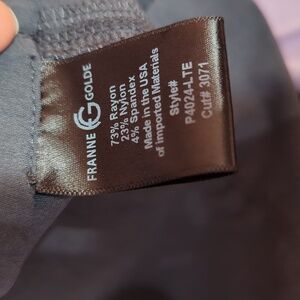 FRANNE GOLDE
73% Rayon
23% Nylon
4% Spandex
Made in the USA
of Imported Materials
Style#
P4024-LTE
Cut# 3071